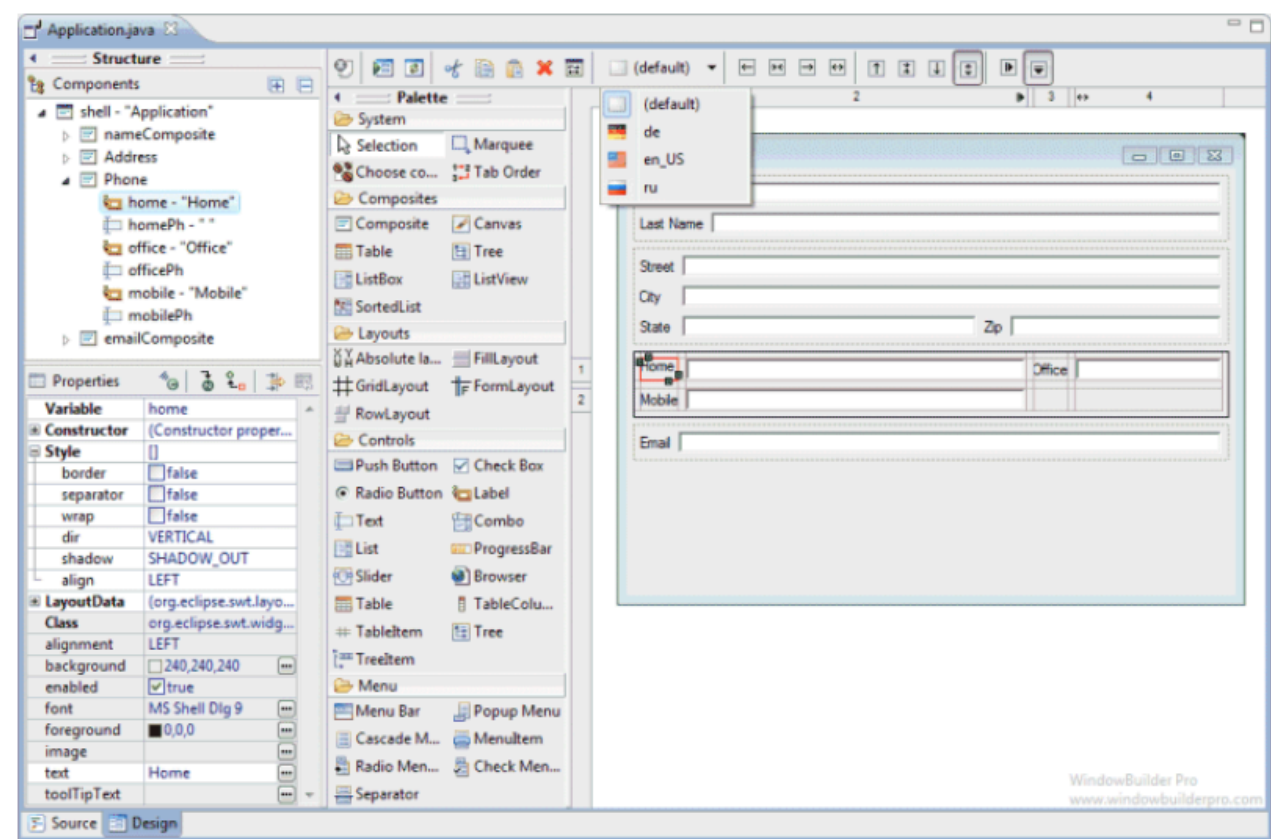 Application.java
Structure
Components
shell - "Application"
nameComposite
Address
Phone
home - "Home"
homePh - " "
office - "Office"
officePh
mobile - "Mobile"
mobilePh
emailComposite
Properties
Variable home
Constructor (Constructor proper...
Style []
border false
separator false
wrap false
dir VERTICAL
shadow SHADOW_OUT
align LEFT
LayoutData (org.eclipse.swt.layo...
Class org.eclipse.swt.widg...
alignment LEFT
background 240,240,240
enabled true
font MS Shell Dlg 9
foreground 0,0,0
image
text Home
toolTipText
Source Design
Palette
System
Selection Marquee
Choose co... Tab Order
Composites
Composite Canvas
Table Tree
ListBox ListView
SortedList
Layouts
Absolute la... FillLayout
GridLayout FormLayout
RowLayout
Controls
Push Button Check Box
Radio Button Label
Text Combo
List ProgressBar
Slider Browser
Table TableColu...
TableItem Tree
TreeItem
Menu
Menu Bar Popup Menu
Cascade M... MenuItem
Radio Men... Check Men...
Separator
(default)
(default)
de
en_US
ru
2 3 4
1
2
Last Name
Street
City
State Zip
Home Office
Mobile
Email
WindowBuilder Pro
www.windowbuilderpro.com